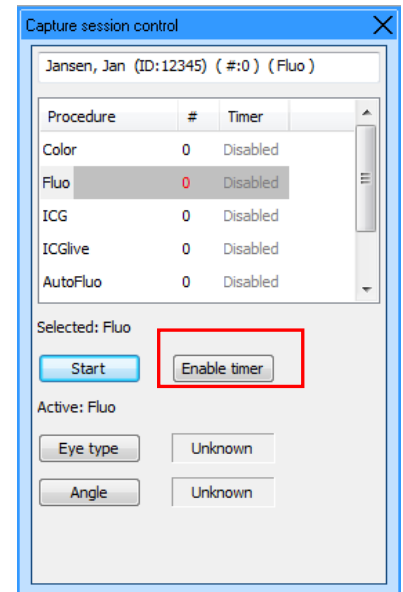 Capture session control
Jansen, Jan (ID:12345) ( #:0 ) ( Fluo )
Procedure # Timer
Color 0 Disabled
Fluo 0 Disabled
ICG 0 Disabled
ICGlive 0 Disabled
AutoFluo 0 Disabled
Selected: Fluo
Start Enable timer
Active: Fluo
Eye type Unknown
Angle Unknown